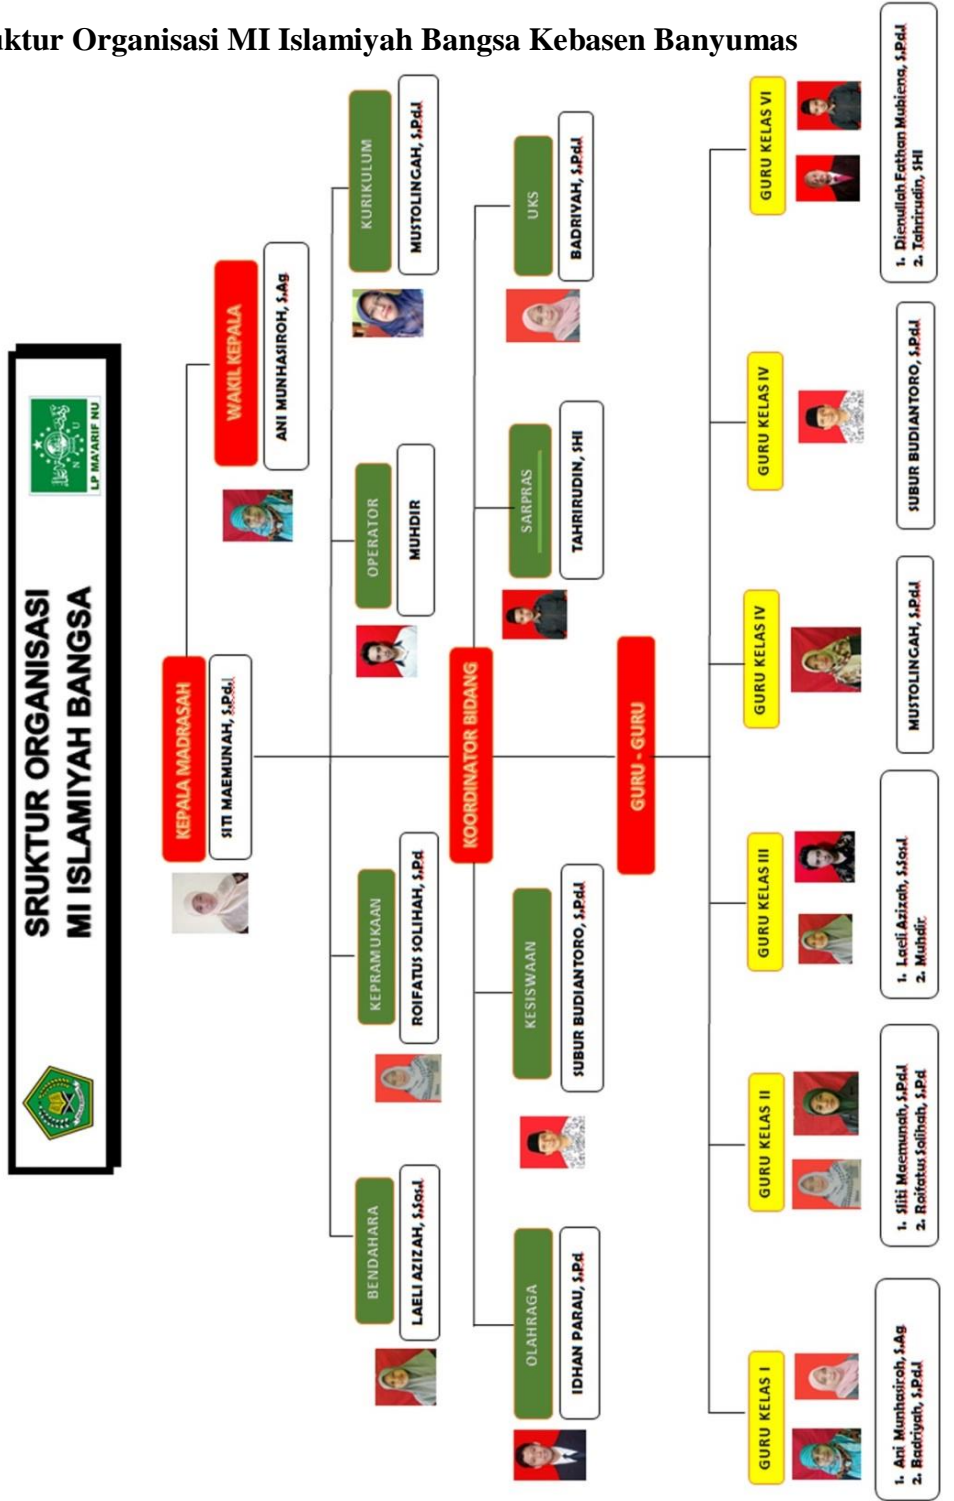 uktur Organisasi MI Islamiyah Bangsa Kebasen Banyumas
SRUKTUR ORGANISASI
MI ISLAMIYAH BANGSA
N U
LP MA'ARIF NU
KEPALA MADRASAH
SITI MAEMUNAH, S.Pd.I
WAKIL KEPALA
ANI MUNHASIROH, S.Ag
BENDAHARA
LAELI AZIZAH, S.Sos.I
KEPRAMUKAAN
ROIFATUS SOLIHAH, S.Pd
OPERATOR
MUHDIR
KURIKULUM
MUSTOLINGAH, S.Pd.I
KOORDINATOR BIDANG
OLAHRAGA
IDHAN PARAU, S.Pd
KESISWAAN
SUBUR BUDIANTORO, S.Pd.I
SARPRAS
TAHRIRUDIN, SHI
UKS
BADRIYAH, S.Pd.I
GURU - GURU
GURU KELAS I
1. Ani Munhasiroh, S.Ag
2. Badriyah, S.Pd.I
GURU KELAS II
1. SIiti Maemunah, S.Pd.I
2. Roifatus Solihah, S.Pd
GURU KELAS III
1. Laeli Azizah, S.Sos.I
2. Muhdir
GURU KELAS IV
MUSTOLINGAH, S.Pd.I
GURU KELAS IV
SUBUR BUDIANTORO, S.Pd.I
GURU KELAS VI
1. Dienullah Fathan Mubiena, S.Pd.I
2. Tahrirudin, SHI